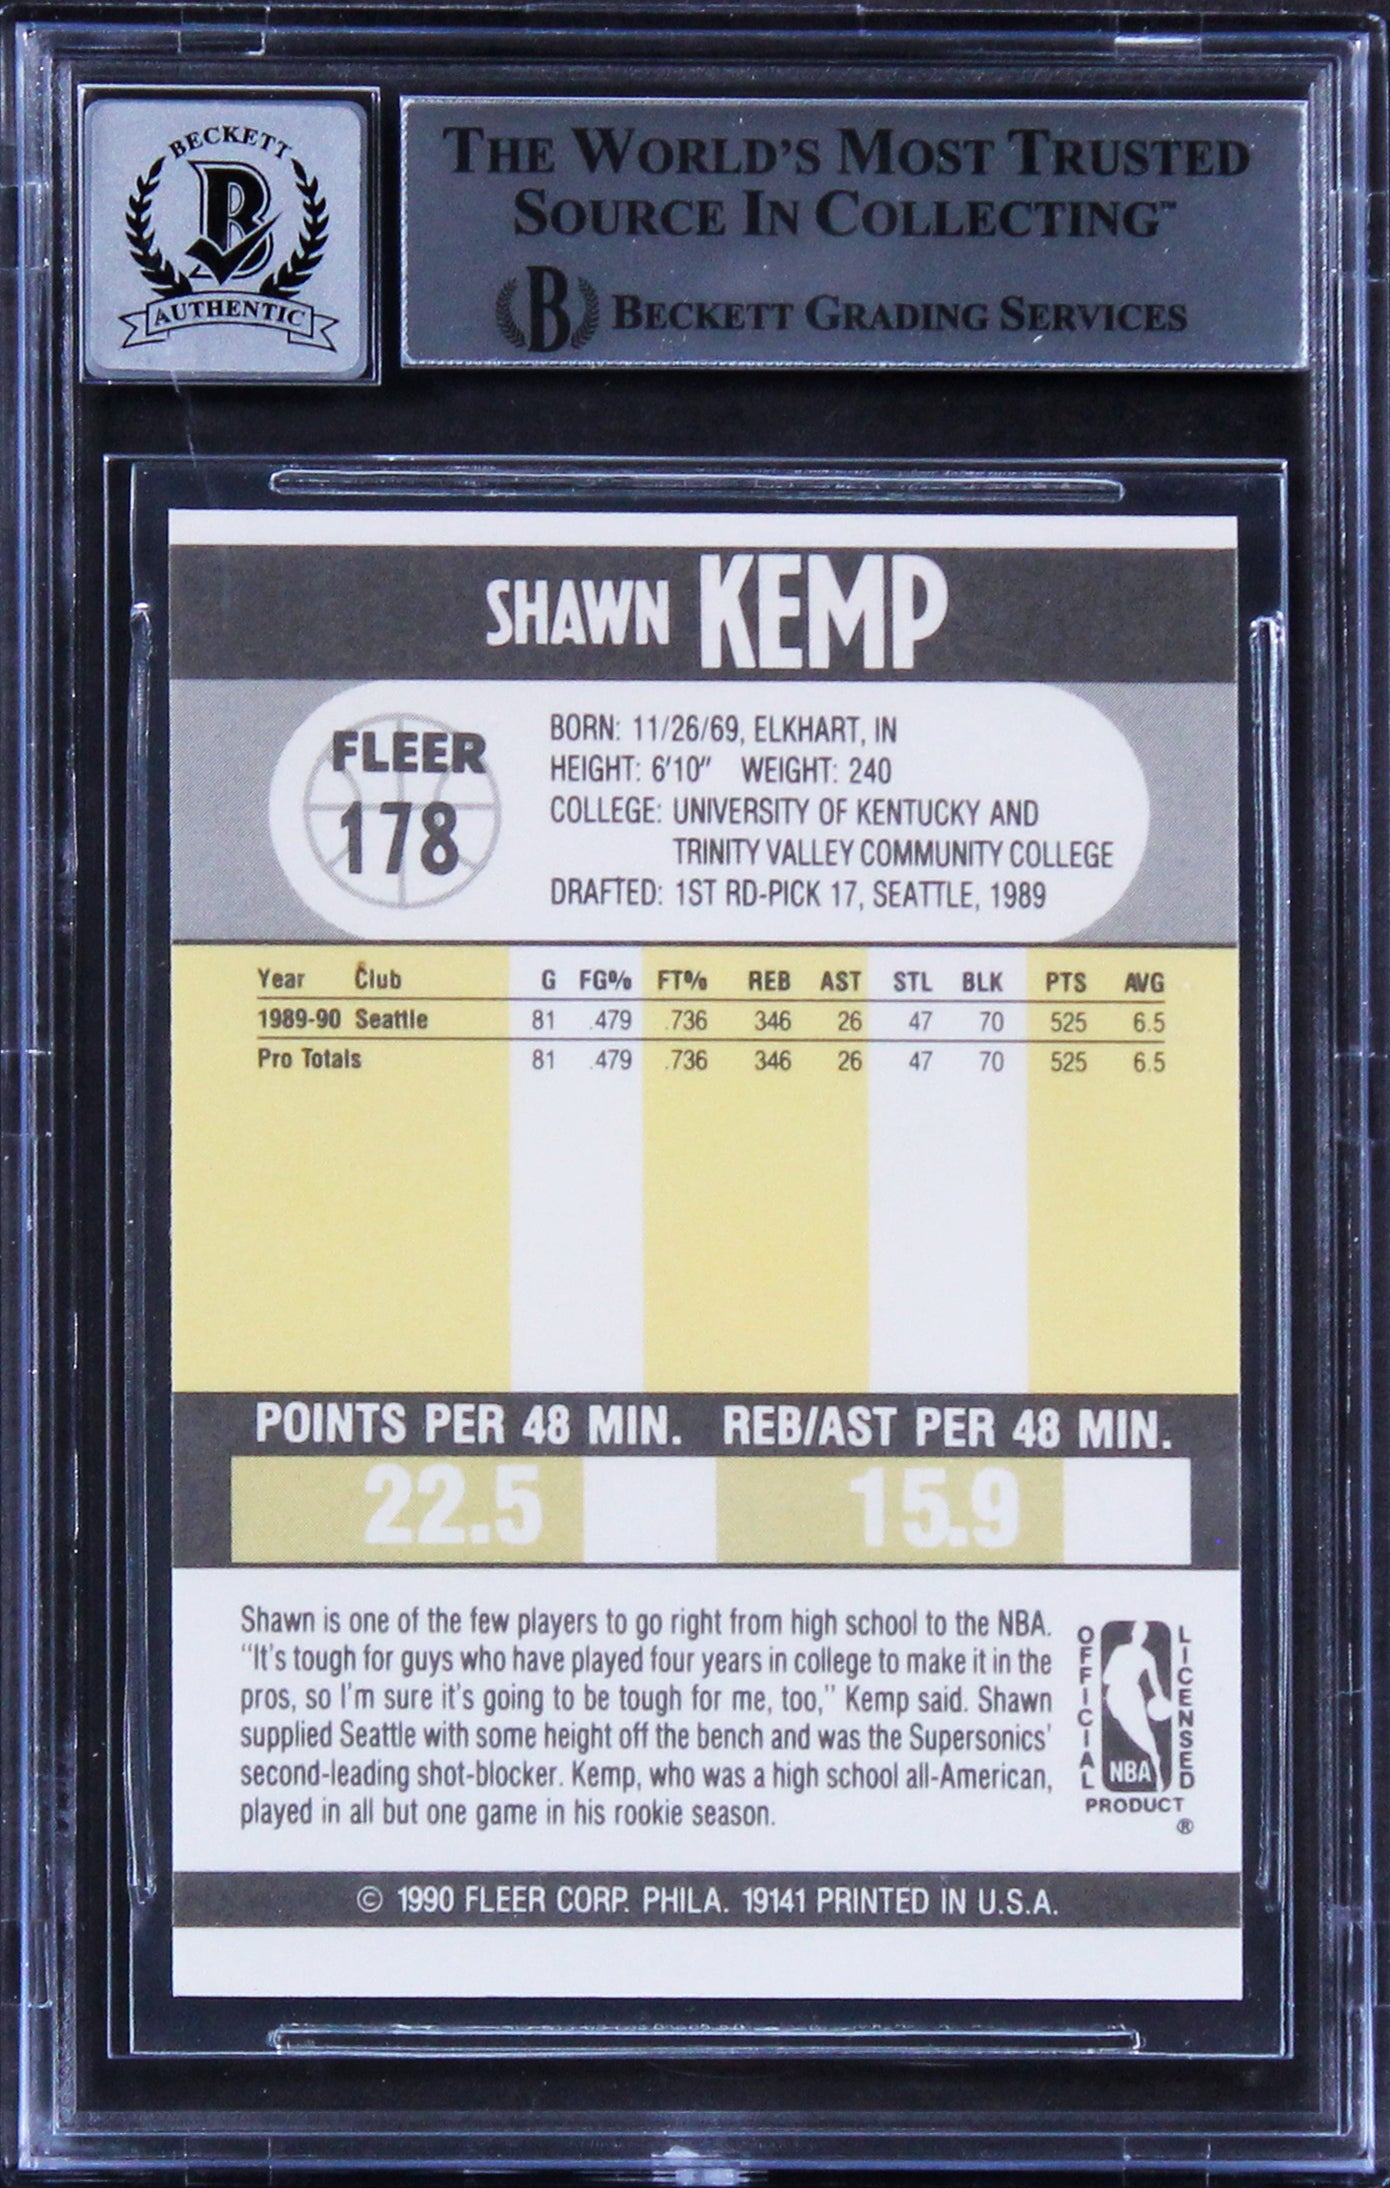 BECKETT
B
AUTHENTIC
THE WORLD'S MOST TRUSTED
SOURCE IN COLLECTING™
B BECKETT GRADING SERVICES
SHAWN KEMP
FLEER
178
BORN: 11/26/69, ELKHART, IN
HEIGHT: 6'10" WEIGHT: 240
COLLEGE: UNIVERSITY OF KENTUCKY AND
TRINITY VALLEY COMMUNITY COLLEGE
DRAFTED: 1ST RD-PICK 17, SEATTLE, 1989
Year Club G FG% FT% REB AST STL BLK PTS AVG
1989-90 Seattle 81 .479 .736 346 26 47 70 525 6.5
Pro Totals 81 .479 .736 346 26 47 70 525 6.5
POINTS PER 48 MIN. REB/AST PER 48 MIN.
22.5 15.9
Shawn is one of the few players to go right from high school to the NBA.
"It's tough for guys who have played four years in college to make it in the
pros, so I'm sure it's going to be tough for me, too," Kemp said. Shawn
supplied Seattle with some height off the bench and was the Supersonics'
second-leading shot-blocker. Kemp, who was a high school all-American,
played in all but one game in his rookie season.
OFFICIAL
NBA
LICENSED
PRODUCT
®
© 1990 FLEER CORP. PHILA. 19141 PRINTED IN U.S.A.